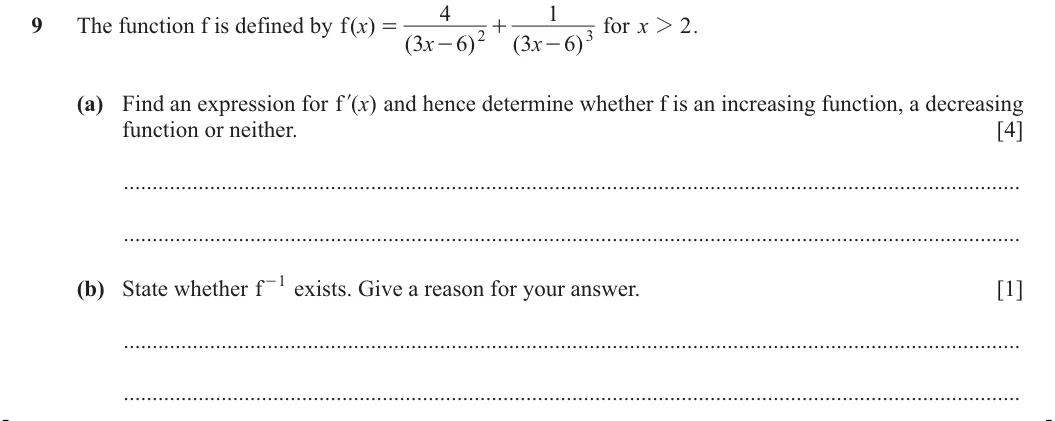 9 The function f is defined by f(x) = 4/(3x−6)² + 1/(3x−6)³ for x > 2.
(a) Find an expression for f′(x) and hence determine whether f is an increasing function, a decreasing
function or neither. [4]
(b) State whether f⁻¹ exists. Give a reason for your answer. [1]